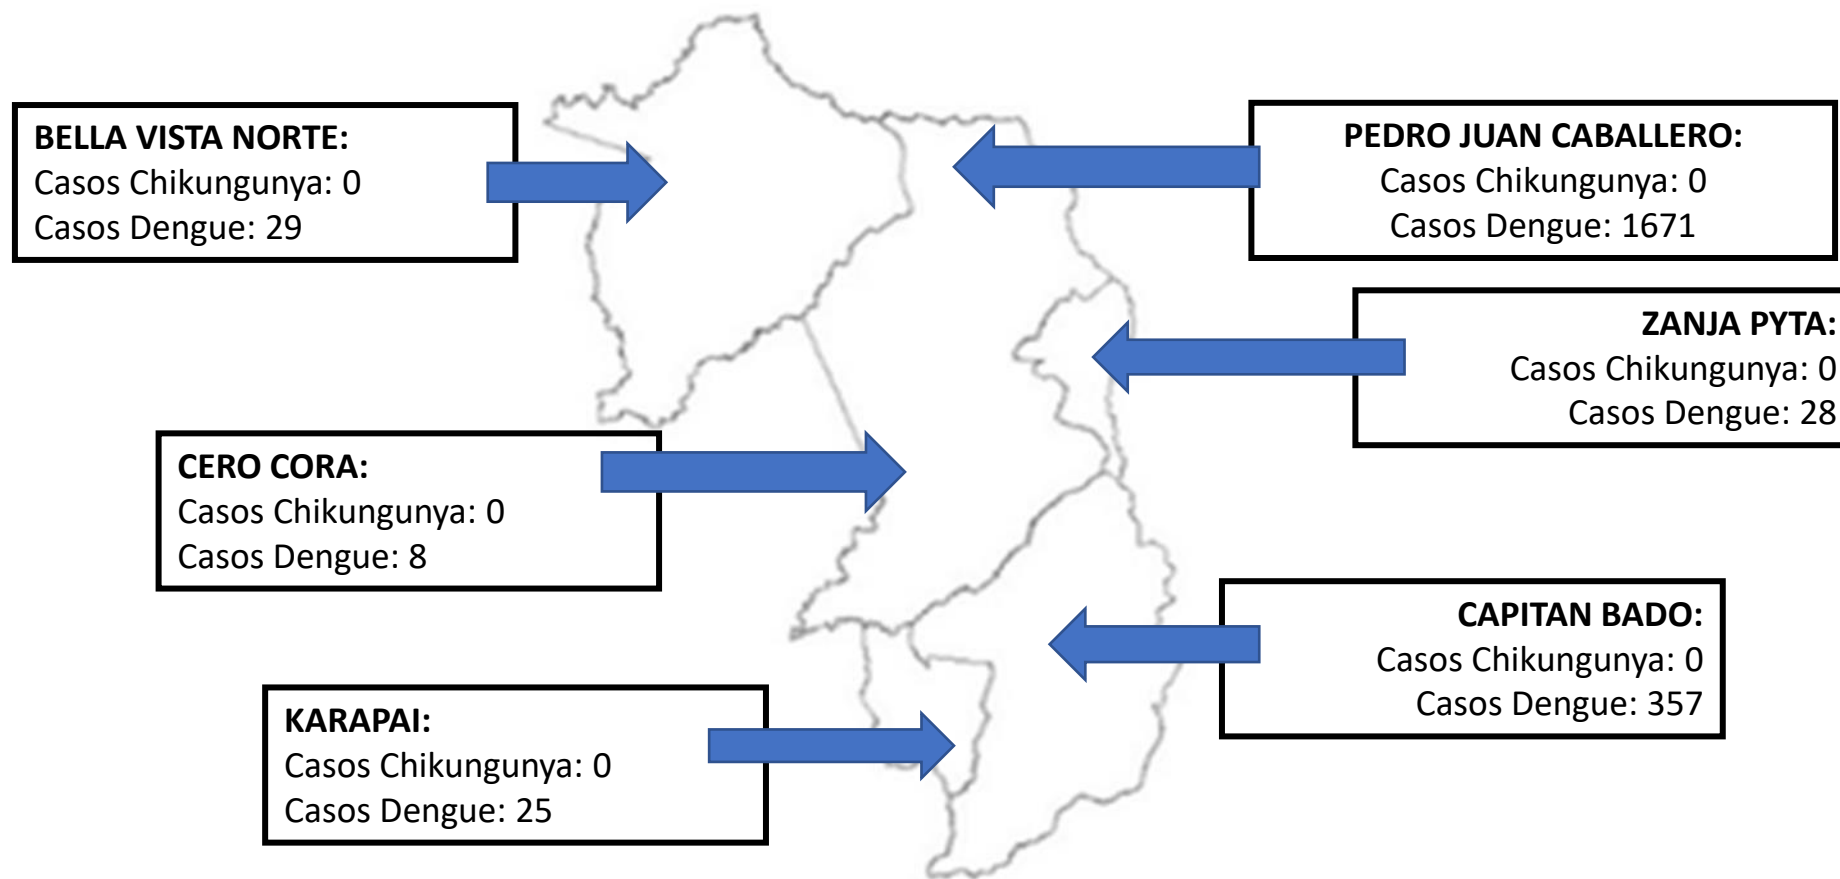 BELLA VISTA NORTE:
Casos Chikungunya: 0
Casos Dengue: 29
PEDRO JUAN CABALLERO:
Casos Chikungunya: 0
Casos Dengue: 1671
ZANJA PYTA:
Casos Chikungunya: 0
Casos Dengue: 28
CERO CORA:
Casos Chikungunya: 0
Casos Dengue: 8
CAPITAN BADO:
Casos Chikungunya: 0
Casos Dengue: 357
KARAPAI:
Casos Chikungunya: 0
Casos Dengue: 25